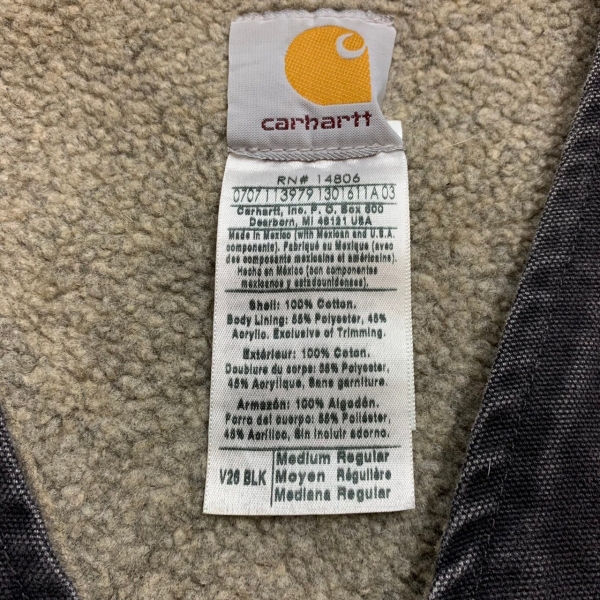 carhartt
RN# 14806
0707113979130161 1A 03
Carhartt, Inc. P. O. Box 600
Dearborn, MI 48121 USA
Made in Mexico (with Mexican and U.S.A.
components). Fabriqué au Mexique (avec
des composants mexicains et américains).
Hecho en México (con componentes
mexicanos y estadounidenses).
Shell: 100% Cotton.
Body Lining: 55% Polyester, 45%
Acrylic. Exclusive of Trimming.
Extérieur: 100% Coton.
Doublure du corps: 55% Polyester,
45% Acrylique, Sans garniture.
Armazón: 100% Algodón.
Forro del cuerpo: 55% Poliéster,
45% Acrílico, Sin incluir adorno.
V26 BLK
Medium Regular
Moyen Régulière
Mediana Regular